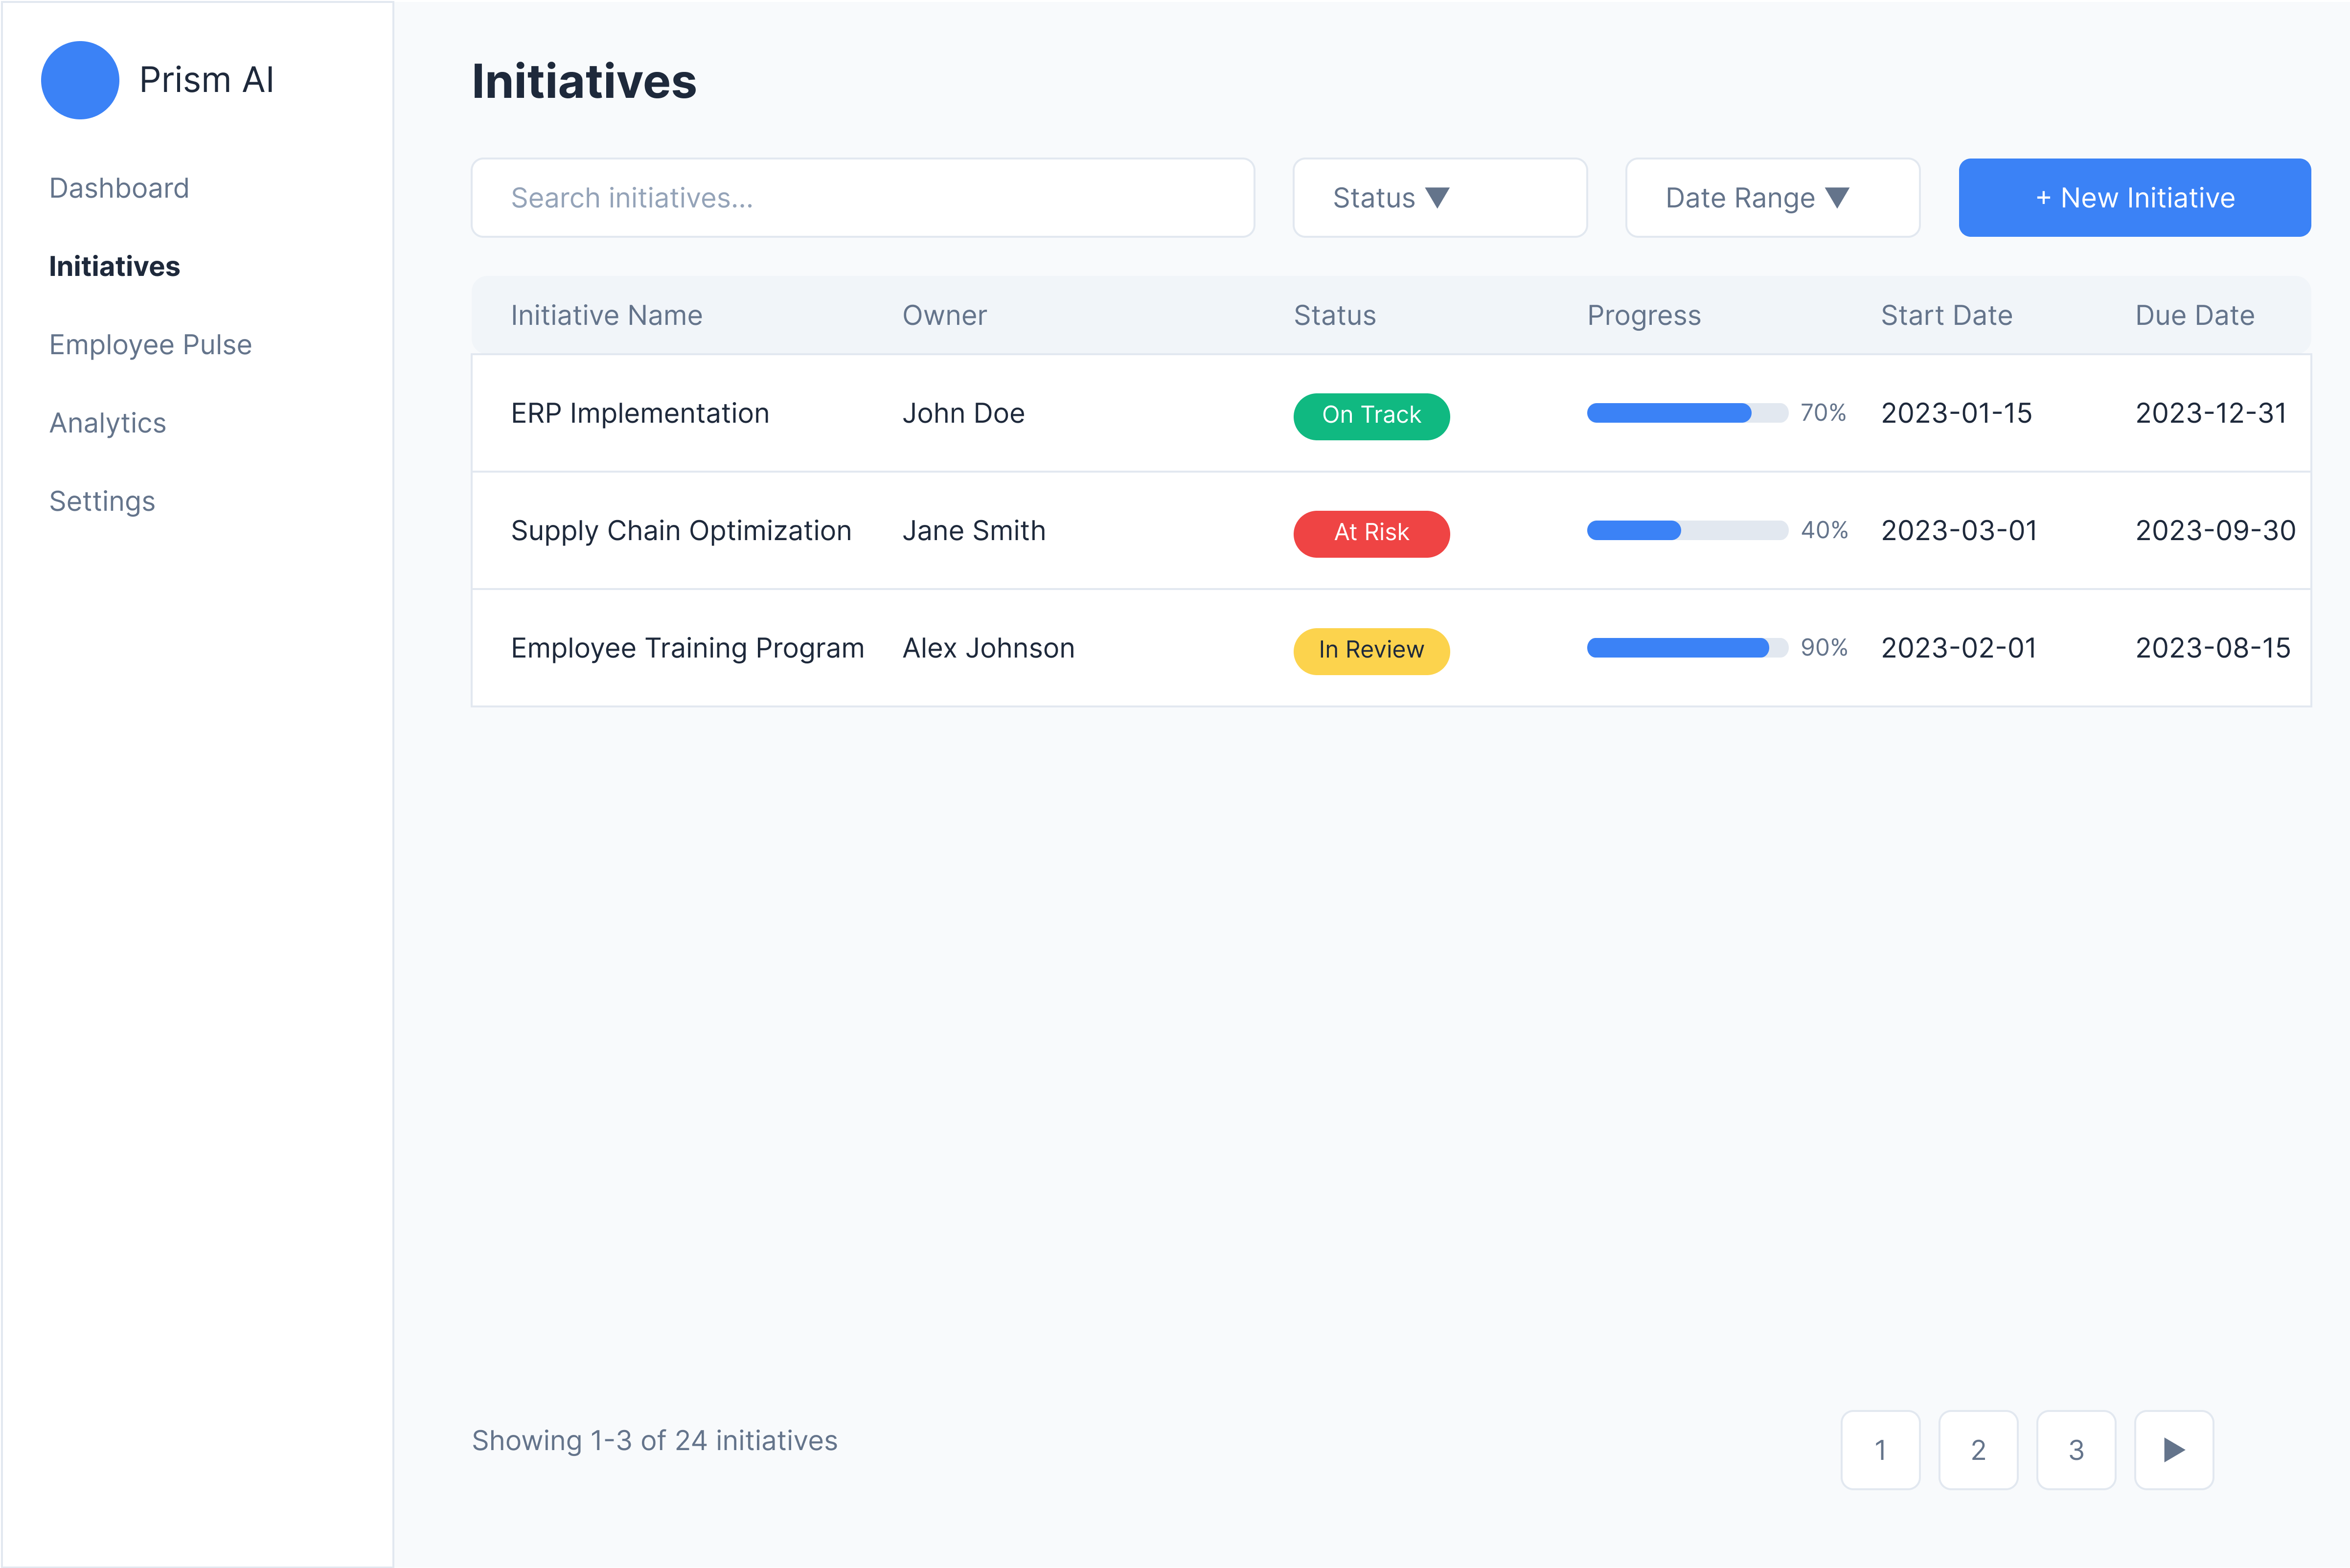 Prism AI
Dashboard
Initiatives
Employee Pulse
Analytics
Settings
Initiatives
Search initiatives...
Status ▼
Date Range ▼
+ New Initiative
Initiative Name Owner Status Progress Start Date Due Date
ERP Implementation John Doe On Track 70% 2023-01-15 2023-12-31
Supply Chain Optimization Jane Smith At Risk 40% 2023-03-01 2023-09-30
Employee Training Program Alex Johnson In Review 90% 2023-02-01 2023-08-15
Showing 1-3 of 24 initiatives
1 2 3 ▶